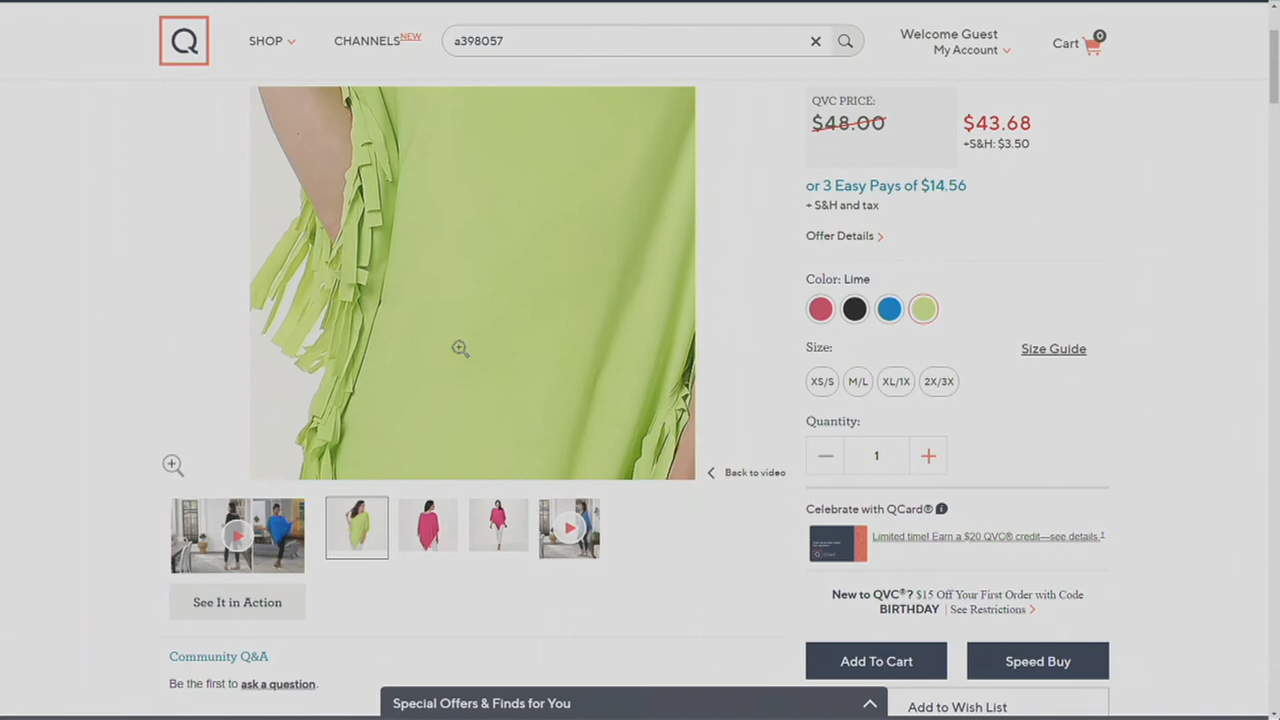 Q
SHOP
CHANNELS NEW
a398057
Welcome Guest
My Account
Cart 0
QVC PRICE:
$48.00
$43.68
+S&H: $3.50
or 3 Easy Pays of $14.56
+ S&H and tax
Offer Details
Color: Lime
Size:
Size Guide
XS/S
M/L
XL/1X
2X/3X
Quantity:
1
Back to video
Celebrate with QCard®
Limited time! Earn a $20 QVC® credit—see details.1
New to QVC®? $15 Off Your First Order with Code
BIRTHDAY | See Restrictions
See It in Action
Community Q&A
Be the first to ask a question.
Add To Cart
Speed Buy
Special Offers & Finds for You
Add to Wish List